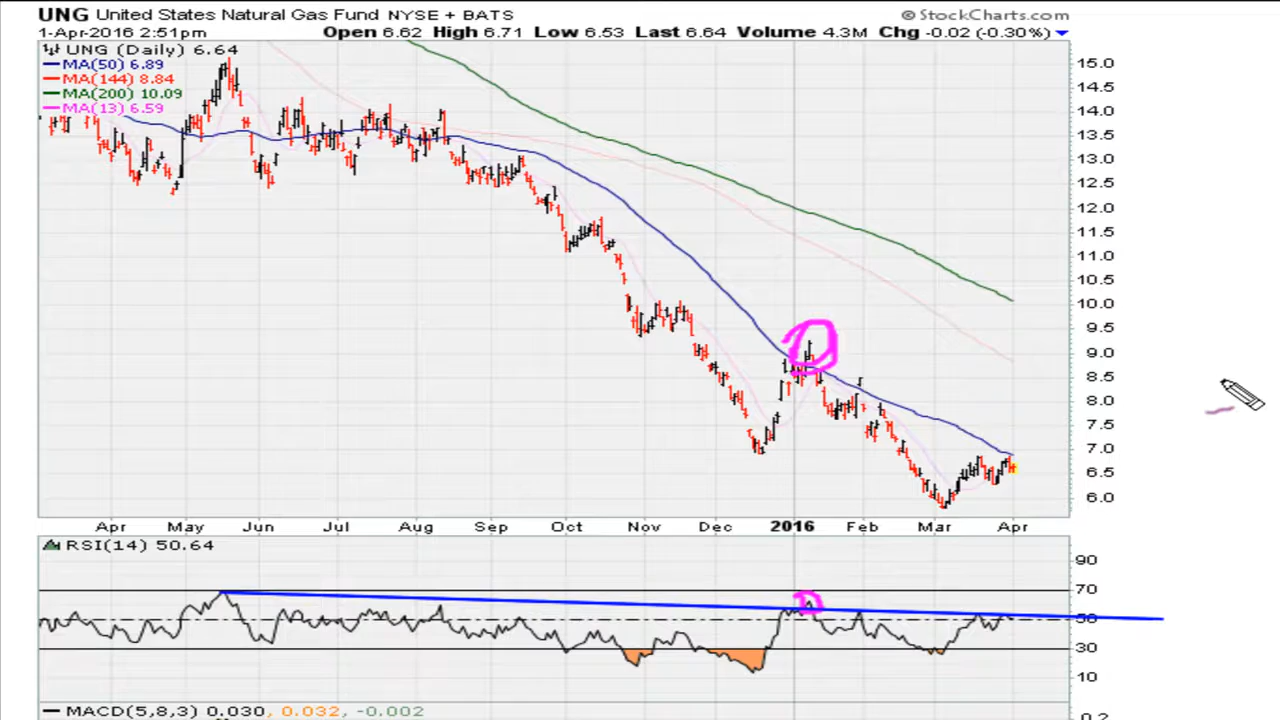 UNG United States Natural Gas Fund NYSE + BATS © StockCharts.com
1-Apr-2016 2:51pm Open 6.62 High 6.71 Low 6.53 Last 6.64 Volume 4.3M Chg -0.02 (-0.30%)
UNG (Daily) 6.64
MA(50) 6.89
MA(144) 8.84
MA(200) 10.09
MA(13) 6.59
15.0
14.5
14.0
13.5
13.0
12.5
12.0
11.5
11.0
10.5
10.0
9.5
9.0
8.5
8.0
7.5
7.0
6.5
6.0
Apr May Jun Jul Aug Sep Oct Nov Dec 2016 Feb Mar Apr
RSI(14) 50.64
90
70
50
30
10
MACD(5,8,3) 0.030, 0.032, -0.002
0.2